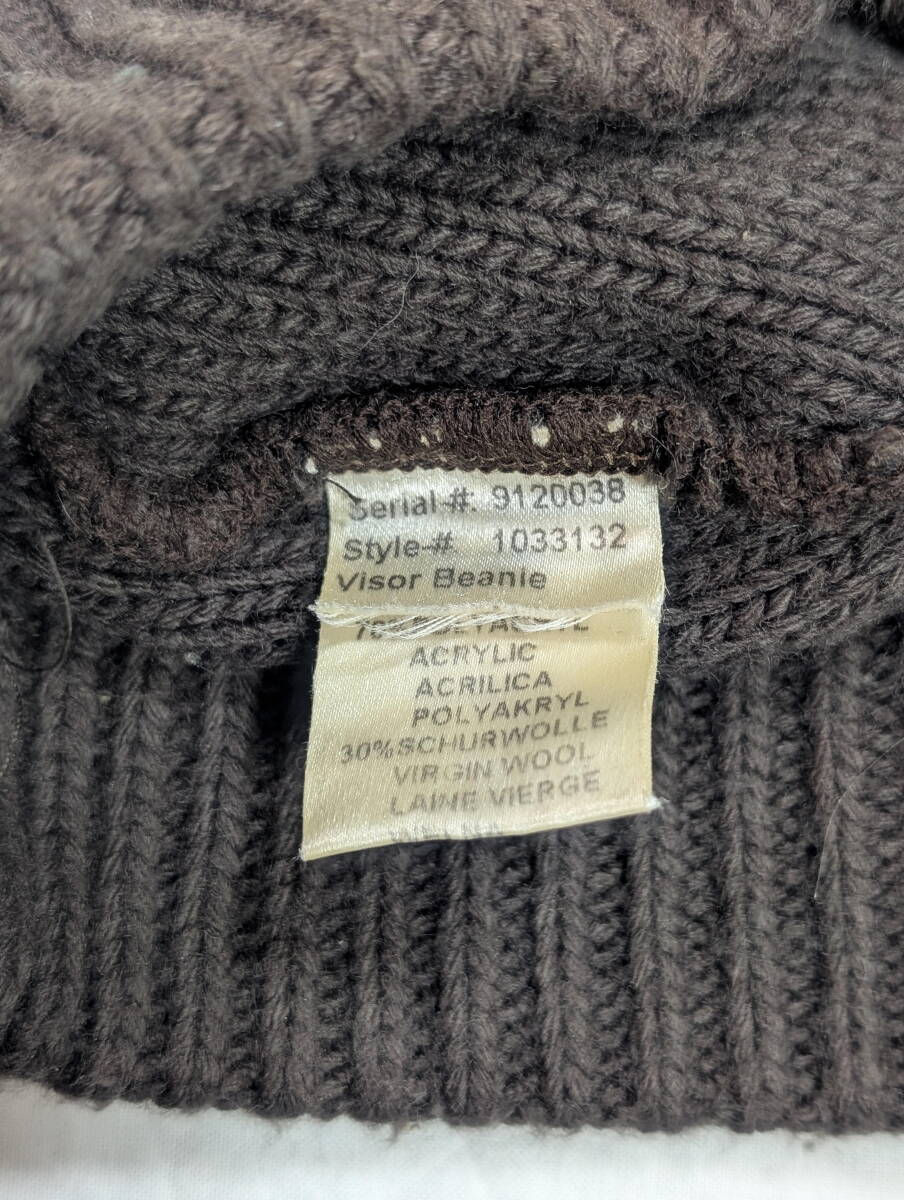 Serial-#: 9120038
Style-# 1033132
Visor Beanie
ACRYLIC
ACRILICA
POLYAKRYL
30%SCHURWOLLE
VIRGIN WOOL
LAINE VIERGE